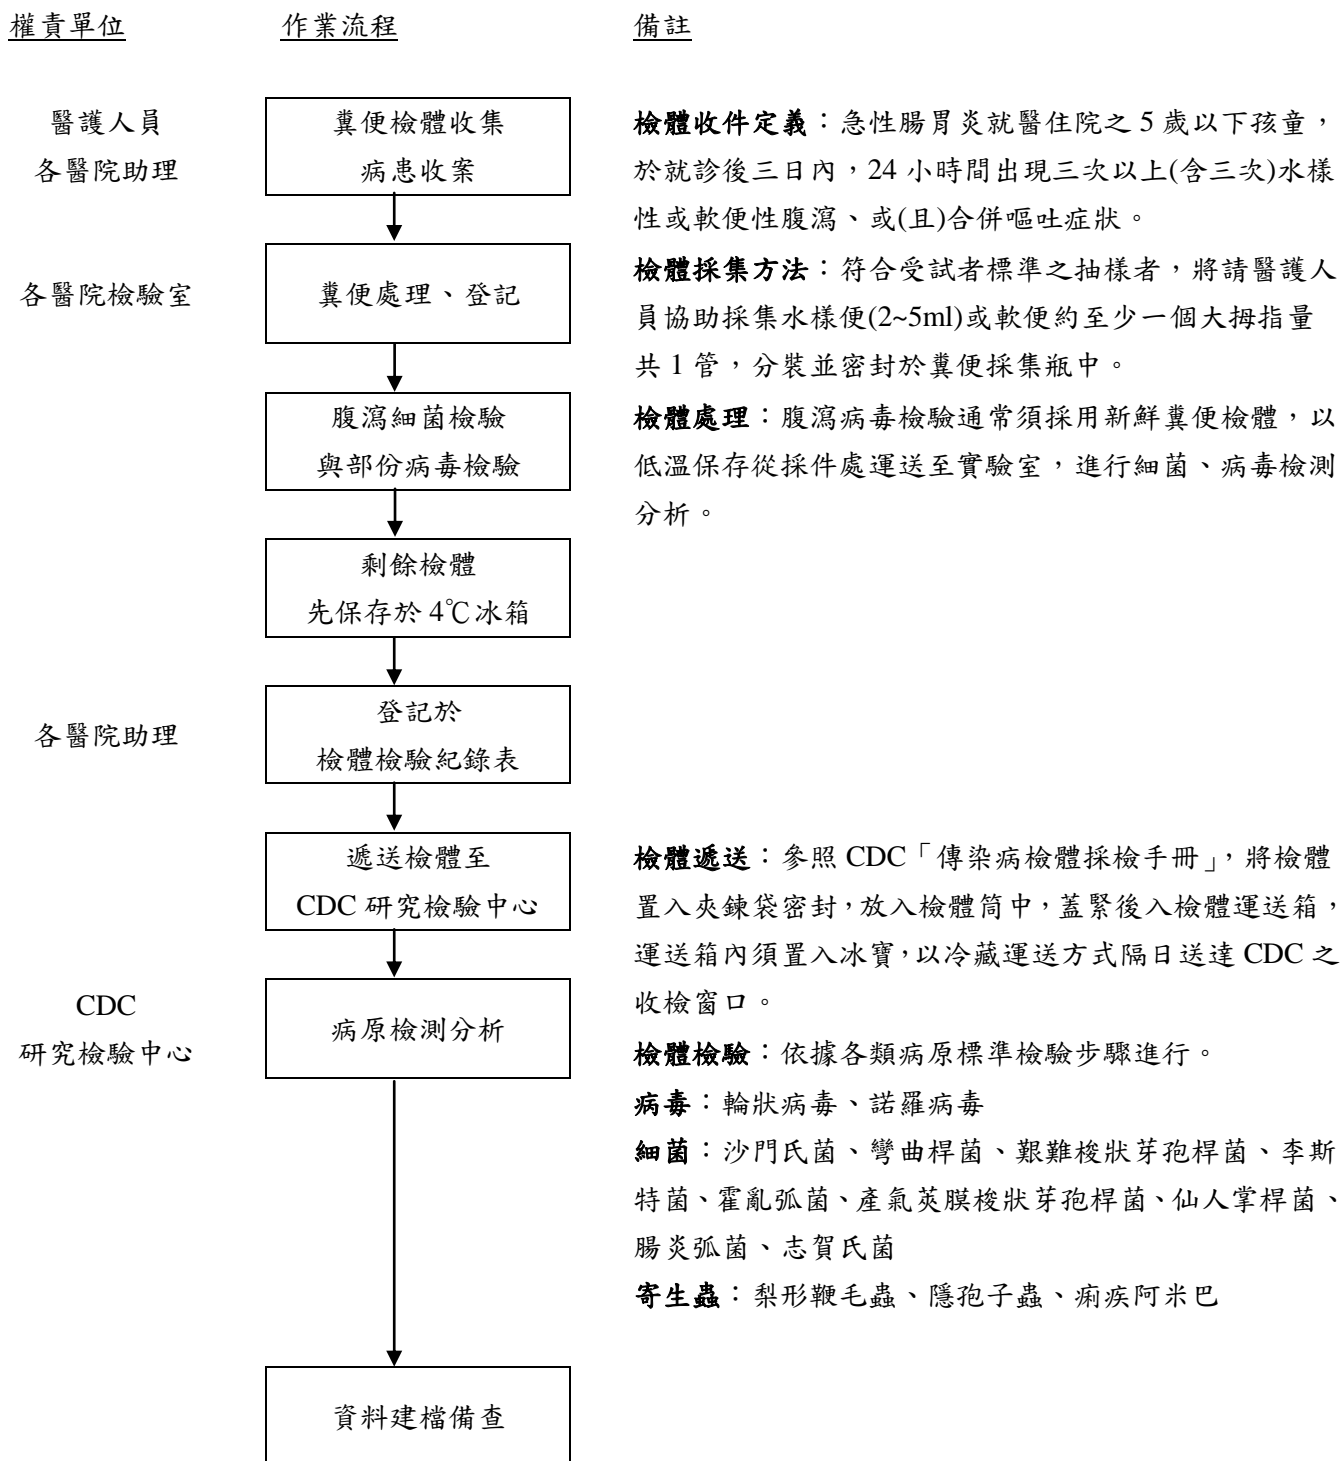 權責單位 作業流程 備註
醫護人員
各醫院助理
糞便檢體收集
病患收案
檢體收件定義：急性腸胃炎就醫住院之 5 歲以下孩童，
於就診後三日內，24 小時間出現三次以上(含三次)水樣
性或軟便性腹瀉、或(且)合併嘔吐症狀。
各醫院檢驗室
糞便處理、登記
檢體採集方法：符合受試者標準之抽樣者，將請醫護人
員協助採集水樣便(2~5ml)或軟便約至少一個大拇指量
共 1 管，分裝並密封於糞便採集瓶中。
腹瀉細菌檢驗
與部份病毒檢驗
檢體處理：腹瀉病毒檢驗通常須採用新鮮糞便檢體，以
低溫保存從採件處運送至實驗室，進行細菌、病毒檢測
分析。
剩餘檢體
先保存於 4℃冰箱
各醫院助理
登記於
檢體檢驗紀錄表
遞送檢體至
CDC 研究檢驗中心
檢體遞送：參照 CDC「傳染病檢體採檢手冊」，將檢體
置入夾鍊袋密封，放入檢體筒中，蓋緊後入檢體運送箱，
運送箱內須置入冰寶，以冷藏運送方式隔日送達 CDC 之
收檢窗口。
CDC
研究檢驗中心
病原檢測分析
檢體檢驗：依據各類病原標準檢驗步驟進行。
病毒：輪狀病毒、諾羅病毒
細菌：沙門氏菌、彎曲桿菌、艱難梭狀芽孢桿菌、李斯
特菌、霍亂弧菌、產氣莢膜梭狀芽孢桿菌、仙人掌桿菌、
腸炎弧菌、志賀氏菌
寄生蟲：梨形鞭毛蟲、隱孢子蟲、痢疾阿米巴
資料建檔備查